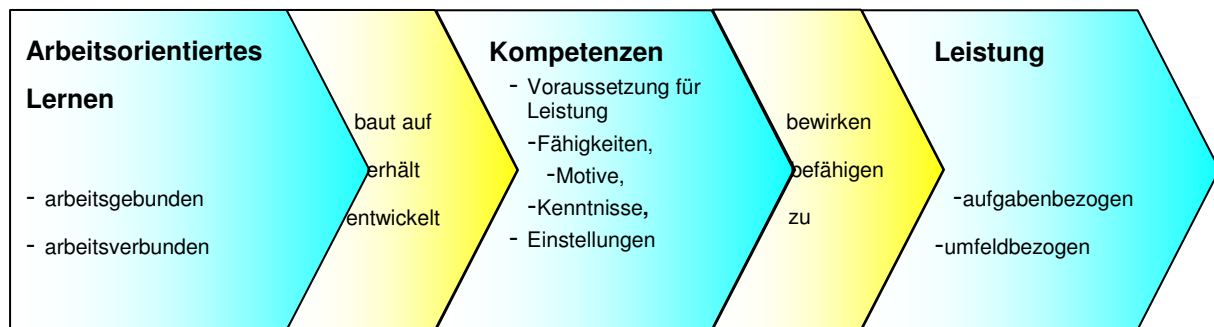 Arbeitsorientiertes
Lernen
- arbeitsgebunden
- arbeitsverbunden
baut auf
erhält
entwickelt
Kompetenzen
- Voraussetzung für
Leistung
-Fähigkeiten,
-Motive,
-Kenntnisse,
- Einstellungen
bewirken
befähigen
zu
Leistung
-aufgabenbezogen
-umfeldbezogen